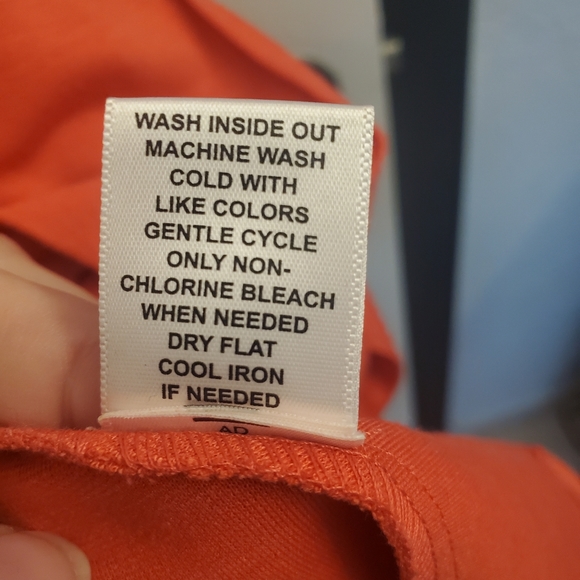 WASH INSIDE OUT
MACHINE WASH
COLD WITH
LIKE COLORS
GENTLE CYCLE
ONLY NON-
CHLORINE BLEACH
WHEN NEEDED
DRY FLAT
COOL IRON
IF NEEDED